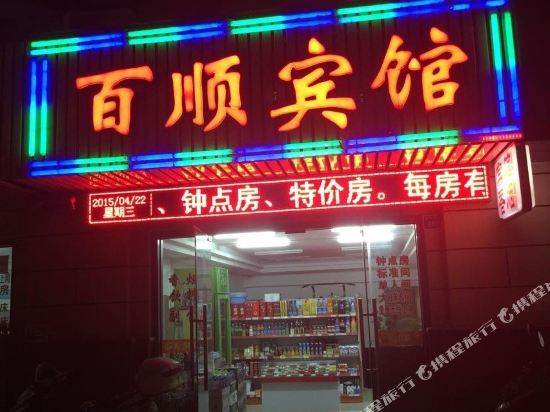 百顺宾馆
2015/04/22
星期三
、钟点房、特价房。每房有
钟点房
标准间
单人间
携程旅行
携程旅行